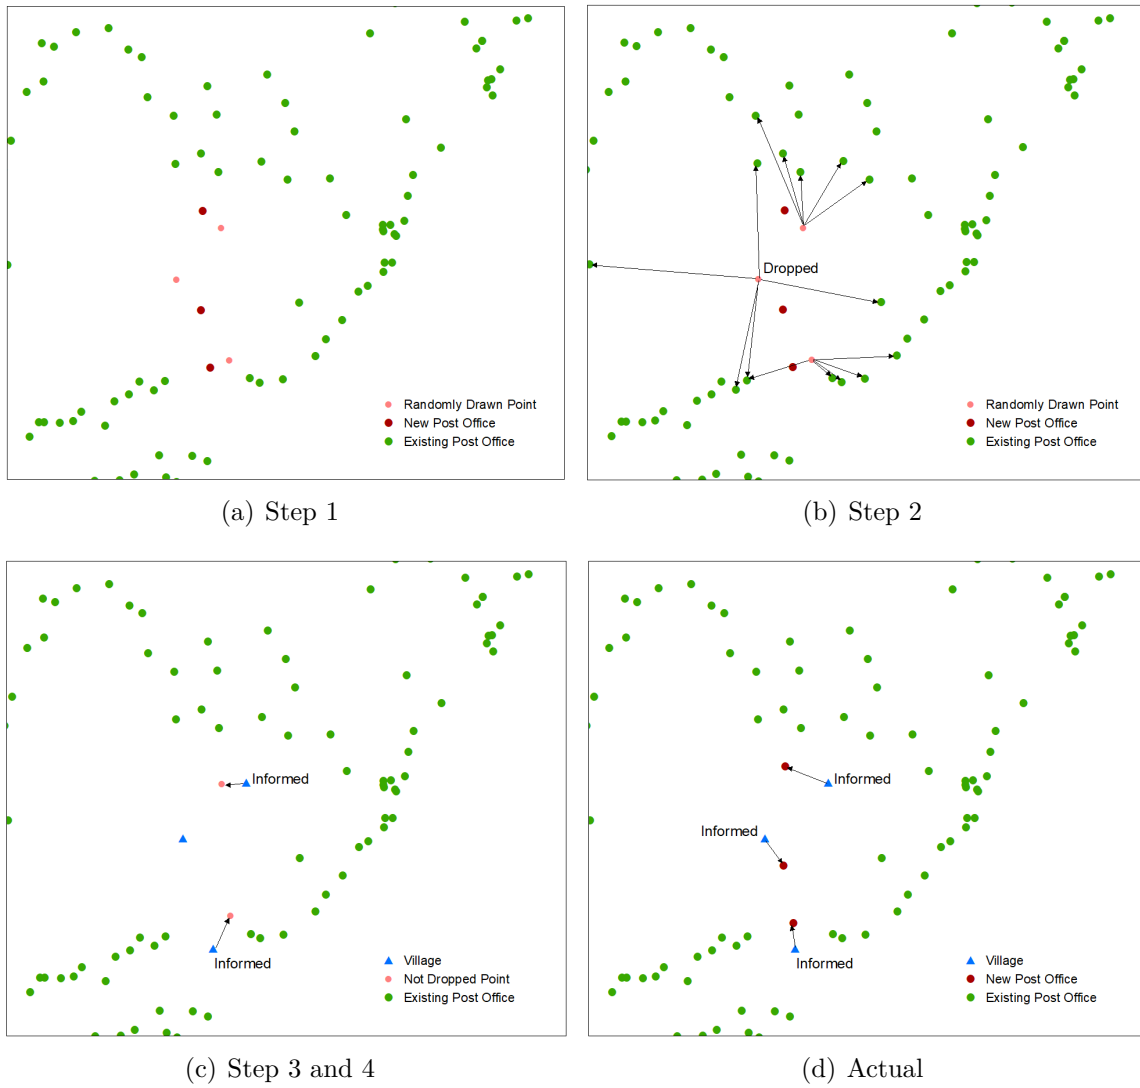 Randomly Drawn Point
New Post Office
Existing Post Office
(a) Step 1
Dropped
Randomly Drawn Point
New Post Office
Existing Post Office
(b) Step 2
Informed
Informed
Village
Not Dropped Point
Existing Post Office
(c) Step 3 and 4
Informed
Informed
Informed
Village
New Post Office
Existing Post Office
(d) Actual